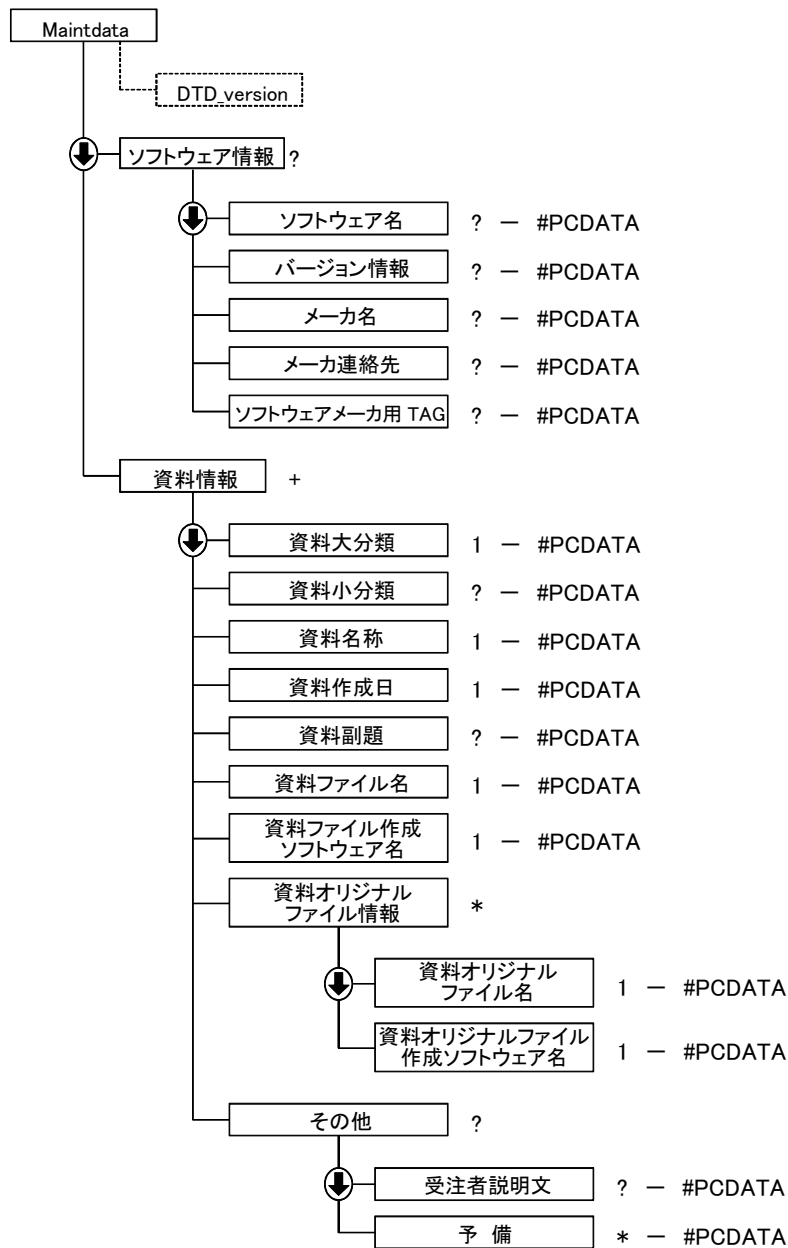 Maintdata
DTD_version
ソフトウェア情報 ?
ソフトウェア名 ? － #PCDATA
バージョン情報 ? － #PCDATA
メーカ名 ? － #PCDATA
メーカ連絡先 ? － #PCDATA
ソフトウェアメーカ用 TAG ? － #PCDATA
資料情報 +
資料大分類 1 － #PCDATA
資料小分類 ? － #PCDATA
資料名称 1 － #PCDATA
資料作成日 1 － #PCDATA
資料副題 ? － #PCDATA
資料ファイル名 1 － #PCDATA
資料ファイル作成
ソフトウェア名 1 － #PCDATA
資料オリジナル
ファイル情報 *
資料オリジナル
ファイル名 1 － #PCDATA
資料オリジナルファイル
作成ソフトウェア名 1 － #PCDATA
その他 ?
受注者説明文 ? － #PCDATA
予 備 * － #PCDATA